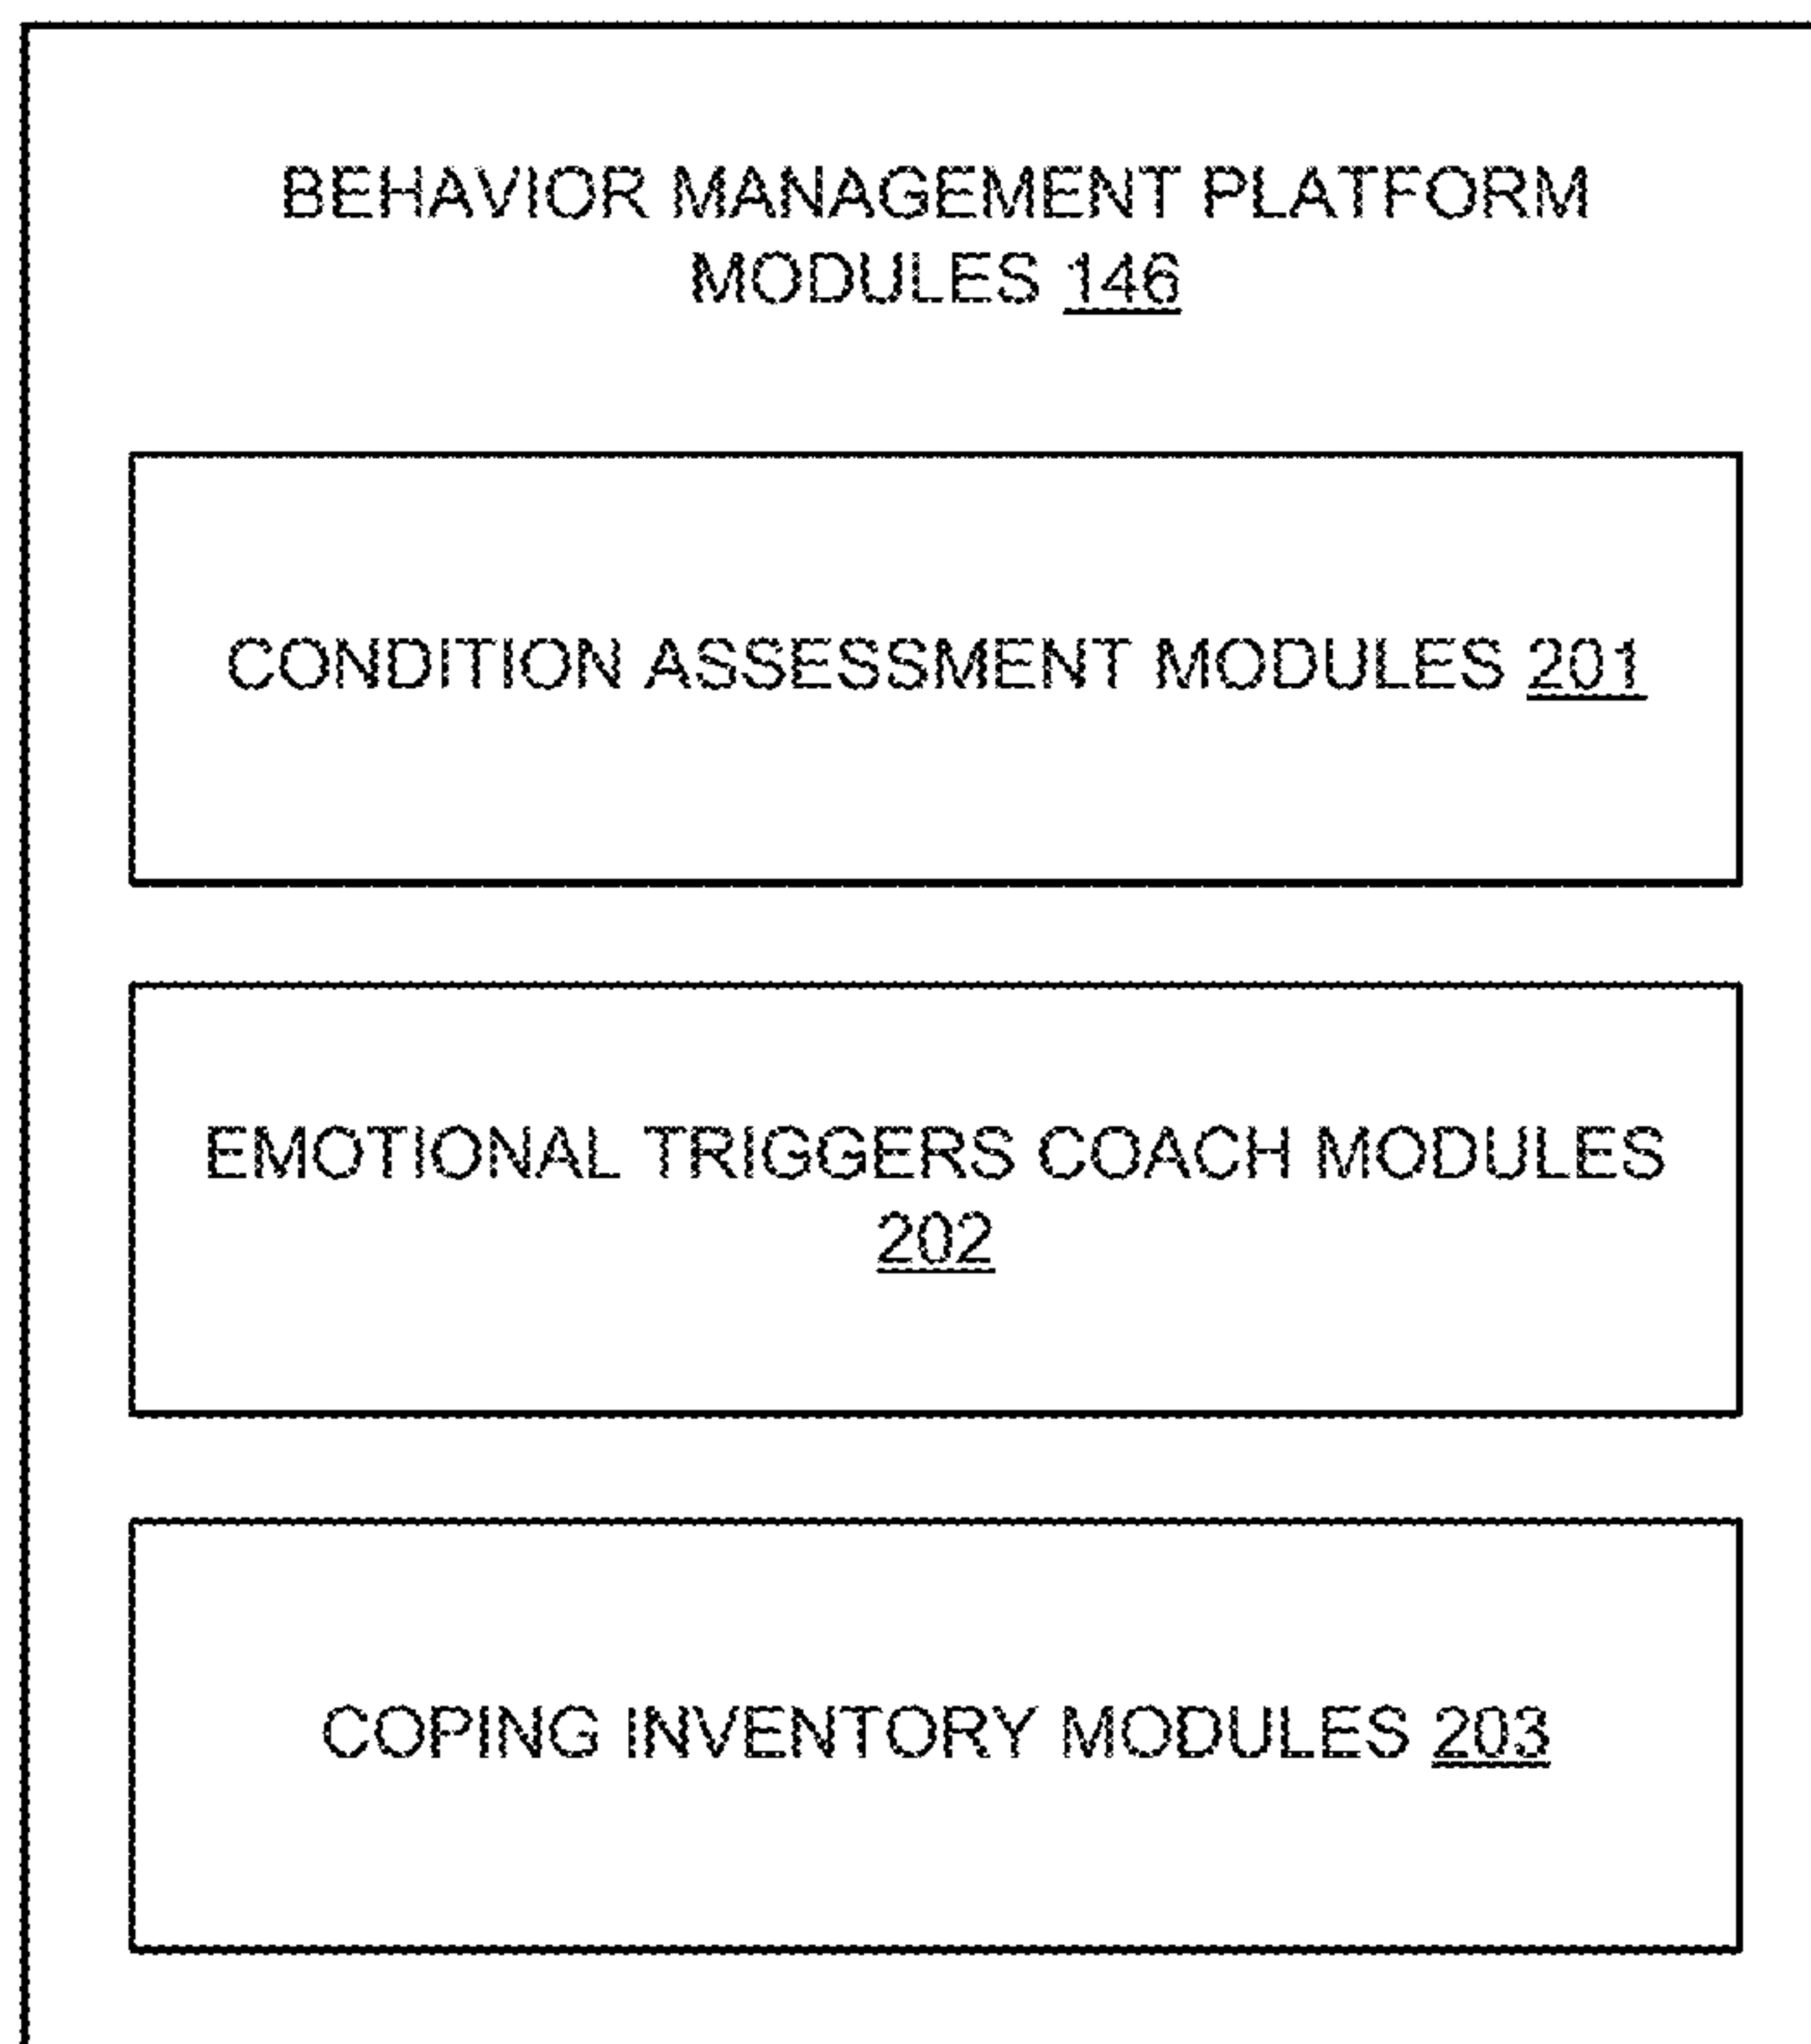 BEHAVIOR MANAGEMENT PLATFORM
MODULES 146
CONDITION ASSESSMENT MODULES 201
EMOTIONAL TRIGGERS COACH MODULES
202
COPING INVENTORY MODULES 203